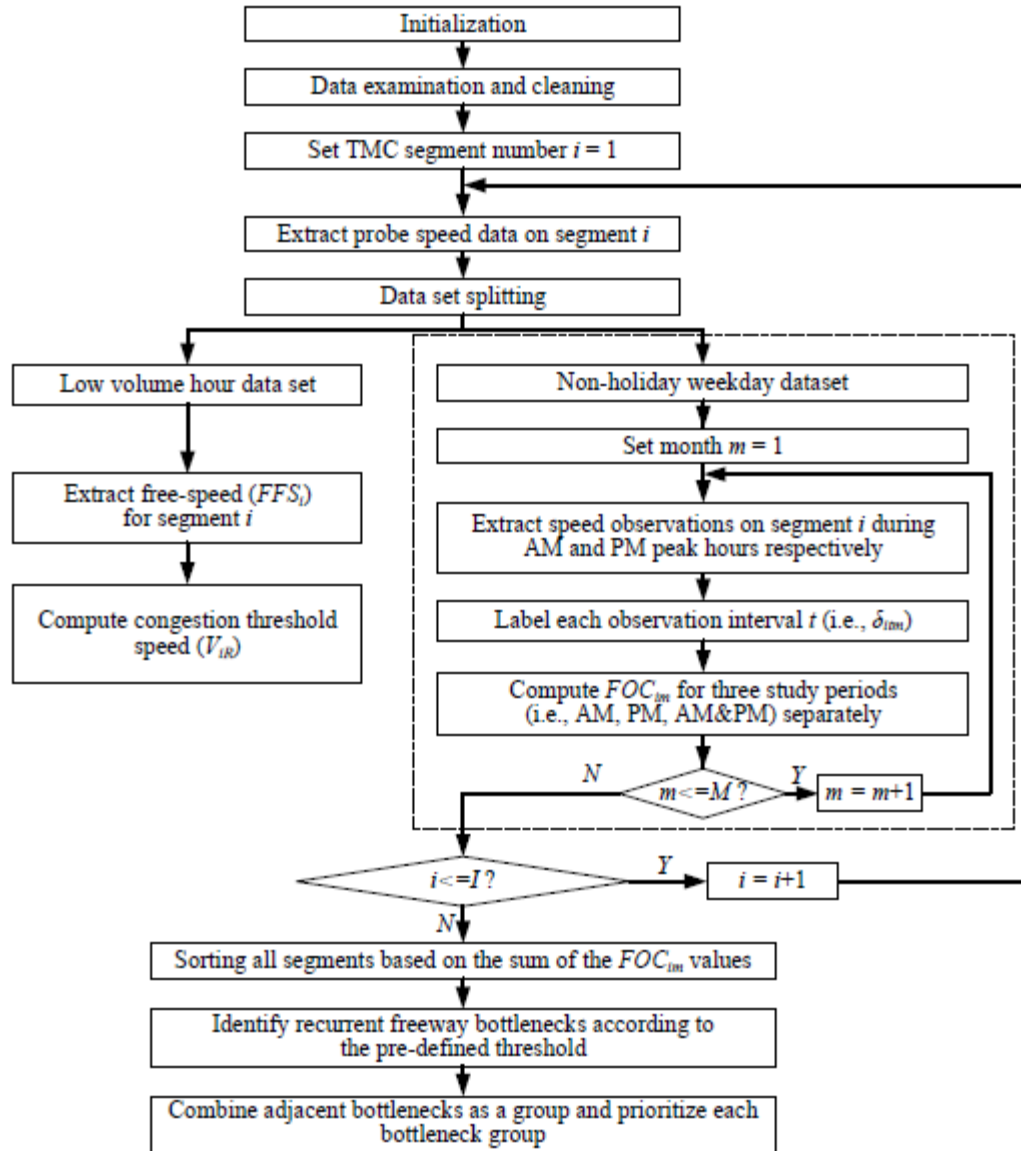 Initialization
Data examination and cleaning
Set TMC segment number i = 1
Extract probe speed data on segment i
Data set splitting
Low volume hour data set
Extract free-speed (FFSi)
for segment i
Compute congestion threshold
speed (ViR)
Non-holiday weekday dataset
Set month m = 1
Extract speed observations on segment i during
AM and PM peak hours respectively
Label each observation interval t (i.e., δitm)
Compute FOCim for three study periods
(i.e., AM, PM, AM&PM) separately
N
m<=M?
Y
m = m+1
i<=I?
Y
i = i+1
N
Sorting all segments based on the sum of the FOCim values
Identify recurrent freeway bottlenecks according to
the pre-defined threshold
Combine adjacent bottlenecks as a group and prioritize each
bottleneck group